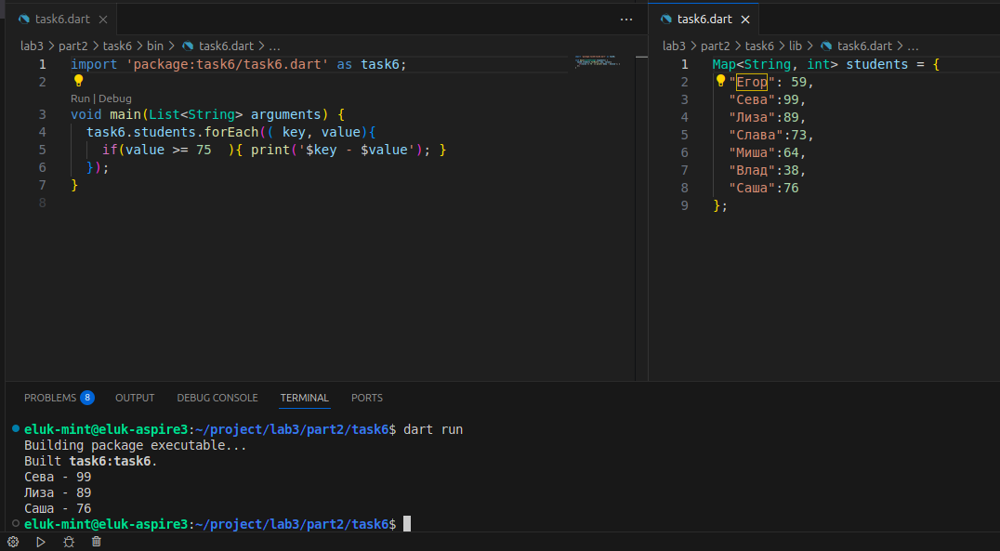 task6.dart
lab3 > part2 > task6 > bin > task6.dart > ...
1 import 'package:task6/task6.dart' as task6;
2
Run | Debug
3 void main(List<String> arguments) {
4 task6.students.forEach(( key, value){
5 if(value >= 75  ){ print('$key - $value'); }
6 });
7 }
8
task6.dart
lab3 > part2 > task6 > lib > task6.dart > ...
1 Map<String, int> students = {
2 "Егор": 59,
3 "Сева":99,
4 "Лиза":89,
5 "Слава":73,
6 "Миша":64,
7 "Влад":38,
8 "Саша":76
9 };
PROBLEMS 8 OUTPUT DEBUG CONSOLE TERMINAL PORTS
eluk-mint@eluk-aspire3:~/project/lab3/part2/task6$ dart run
Building package executable...
Built task6:task6.
Сева - 99
Лиза - 89
Саша - 76
eluk-mint@eluk-aspire3:~/project/lab3/part2/task6$